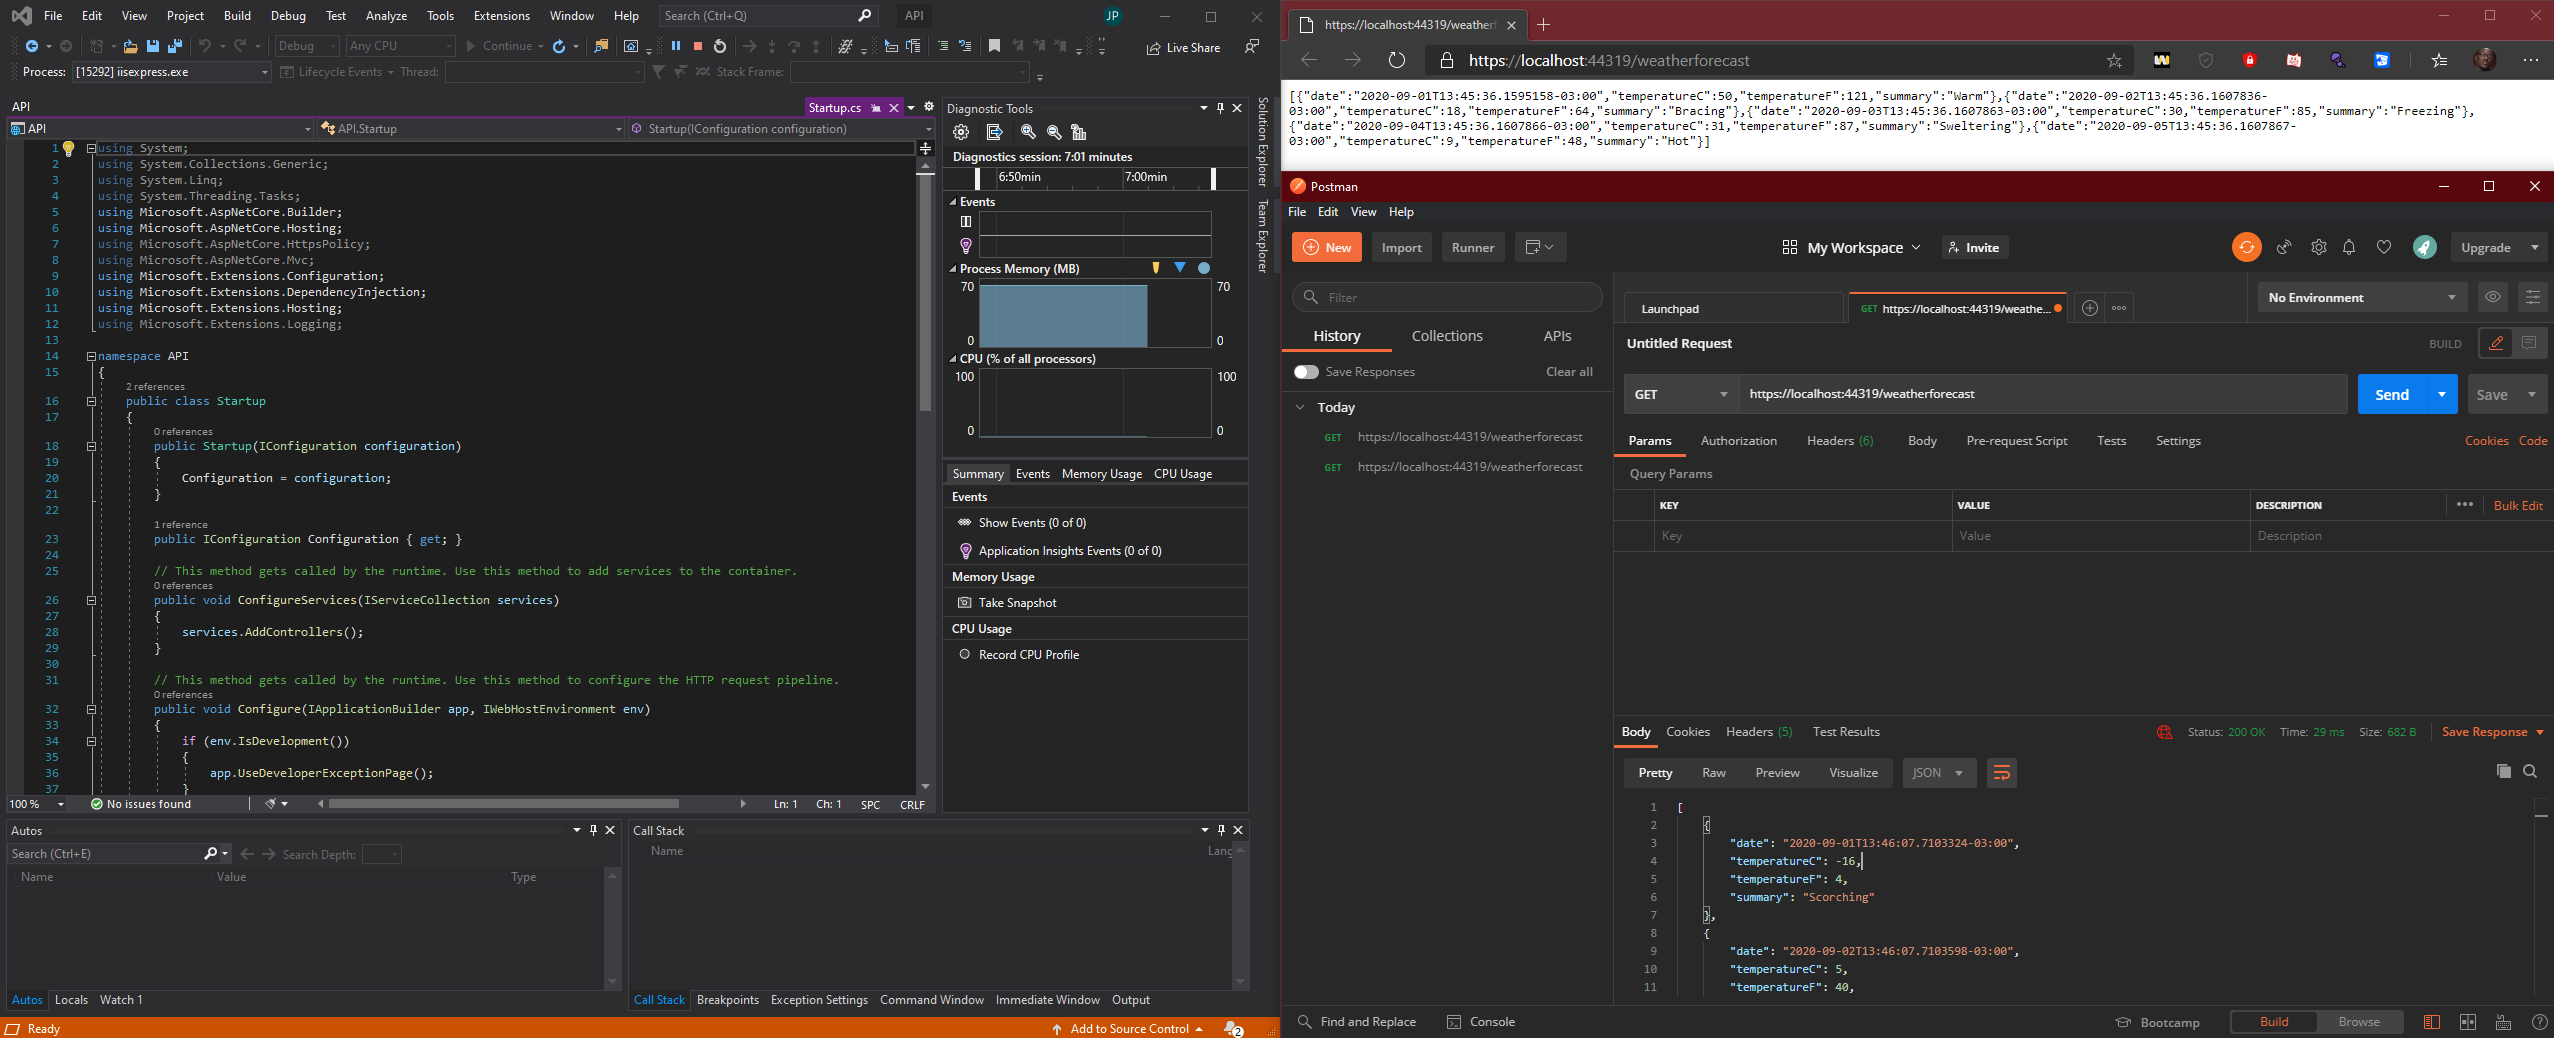 File Edit View Project Build Debug Test Analyze Tools Extensions Window Help Search (Ctrl+Q) API JP
Debug Any CPU Continue Live Share
Process: [15292] iisexpress.exe Lifecycle Events Thread: Stack Frame:
API Startup.cs
API API.Startup Startup(IConfiguration configuration)
1 using System;
2 using System.Collections.Generic;
3 using System.Linq;
4 using System.Threading.Tasks;
5 using Microsoft.AspNetCore.Builder;
6 using Microsoft.AspNetCore.Hosting;
7 using Microsoft.AspNetCore.HttpsPolicy;
8 using Microsoft.AspNetCore.Mvc;
9 using Microsoft.Extensions.Configuration;
10 using Microsoft.Extensions.DependencyInjection;
11 using Microsoft.Extensions.Hosting;
12 using Microsoft.Extensions.Logging;
13
14 namespace API
15 {
2 references
16 public class Startup
17 {
0 references
18 public Startup(IConfiguration configuration)
19 {
20 Configuration = configuration;
21 }
22
1 reference
23 public IConfiguration Configuration { get; }
24
25 // This method gets called by the runtime. Use this method to add services to the container.
0 references
26 public void ConfigureServices(IServiceCollection services)
27 {
28 services.AddControllers();
29 }
30
31 // This method gets called by the runtime. Use this method to configure the HTTP request pipeline.
0 references
32 public void Configure(IApplicationBuilder app, IWebHostEnvironment env)
33 {
34 if (env.IsDevelopment())
35 {
36 app.UseDeveloperExceptionPage();
37 }
100 % No issues found Ln: 1 Ch: 1 SPC CRLF
Diagnostic Tools
Diagnostics session: 7:01 minutes
6:50min 7:00min
Events
Process Memory (MB)
70 70
0 0
CPU (% of all processors)
100 100
0 0
Summary Events Memory Usage CPU Usage
Events
Show Events (0 of 0)
Application Insights Events (0 of 0)
Memory Usage
Take Snapshot
CPU Usage
Record CPU Profile
Solution Explorer
Team Explorer
Autos
Search (Ctrl+E) Search Depth:
Name Value Type
Autos Locals Watch 1
Call Stack
Name Lang
Call Stack Breakpoints Exception Settings Command Window Immediate Window Output
Ready Add to Source Control 2
https://localhost:44319/weatherf
https://localhost:44319/weatherforecast
[{"date":"2020-09-01T13:45:36.1595158-03:00","temperatureC":50,"temperatureF":121,"summary":"Warm"},{"date":"2020-09-02T13:45:36.1607836-
03:00","temperatureC":18,"temperatureF":64,"summary":"Bracing"},{"date":"2020-09-03T13:45:36.1607863-03:00","temperatureC":30,"temperatureF":85,"summary":"Freezing"},
{"date":"2020-09-04T13:45:36.1607866-03:00","temperatureC":31,"temperatureF":87,"summary":"Sweltering"},{"date":"2020-09-05T13:45:36.1607867-
03:00","temperatureC":9,"temperatureF":48,"summary":"Hot"}]
Postman
File Edit View Help
New Import Runner My Workspace Invite Upgrade
Filter
History Collections APIs
Save Responses Clear all
Today
GET https://localhost:44319/weatherforecast
GET https://localhost:44319/weatherforecast
Launchpad GET https://localhost:44319/weathe... No Environment
Untitled Request BUILD
GET https://localhost:44319/weatherforecast Send Save
Params Authorization Headers (6) Body Pre-request Script Tests Settings Cookies Code
Query Params
KEY VALUE DESCRIPTION Bulk Edit
Key Value Description
Body Cookies Headers (5) Test Results Status: 200 OK Time: 29 ms Size: 682 B Save Response
Pretty Raw Preview Visualize JSON
1 [
2 {
3 "date": "2020-09-01T13:46:07.7103324-03:00",
4 "temperatureC": -16,
5 "temperatureF": 4,
6 "summary": "Scorching"
7 },
8 {
9 "date": "2020-09-02T13:46:07.7103598-03:00",
10 "temperatureC": 5,
11 "temperatureF": 40,
Find and Replace Console Bootcamp Build Browse